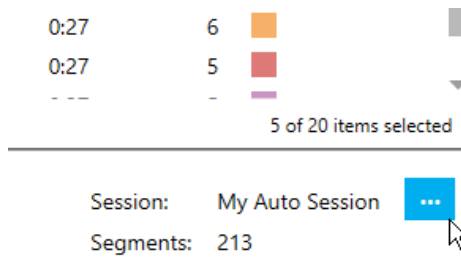 0:27 6
0:27 5
5 of 20 items selected
Session: My Auto Session ...
Segments: 213